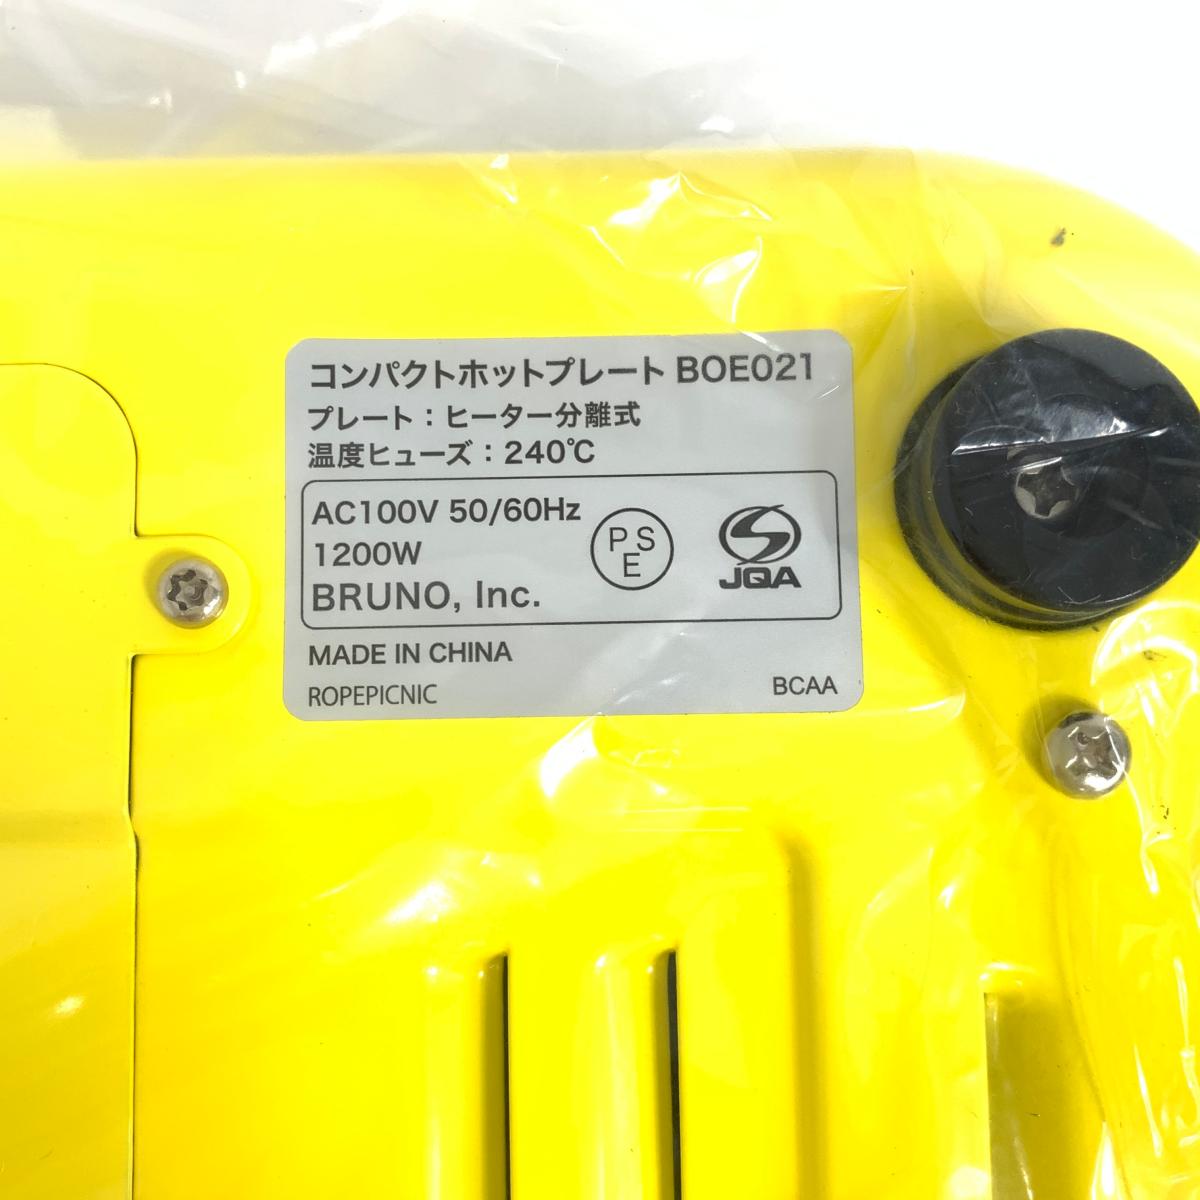 コンパクトホットプレート BOE021
プレート：ヒーター分離式
温度ヒューズ：240℃
AC100V 50/60Hz
1200W
BRUNO, Inc.
PSE
JQA
MADE IN CHINA
ROPEPICNIC
BCAA